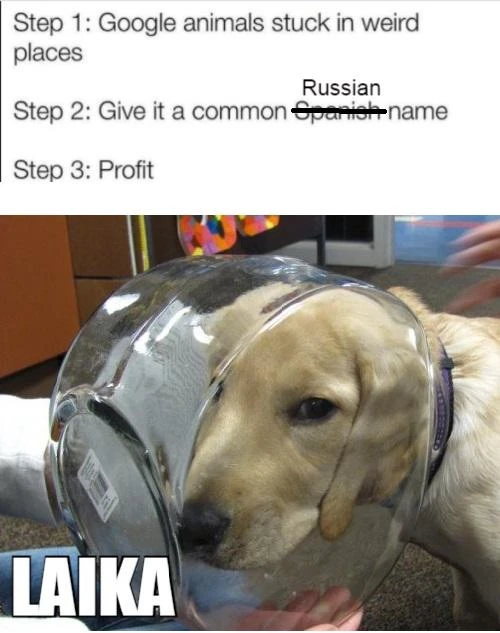 Step 1: Google animals stuck in weird
places
Russian
Step 2: Give it a common Spanish name
Step 3: Profit
LAIKA